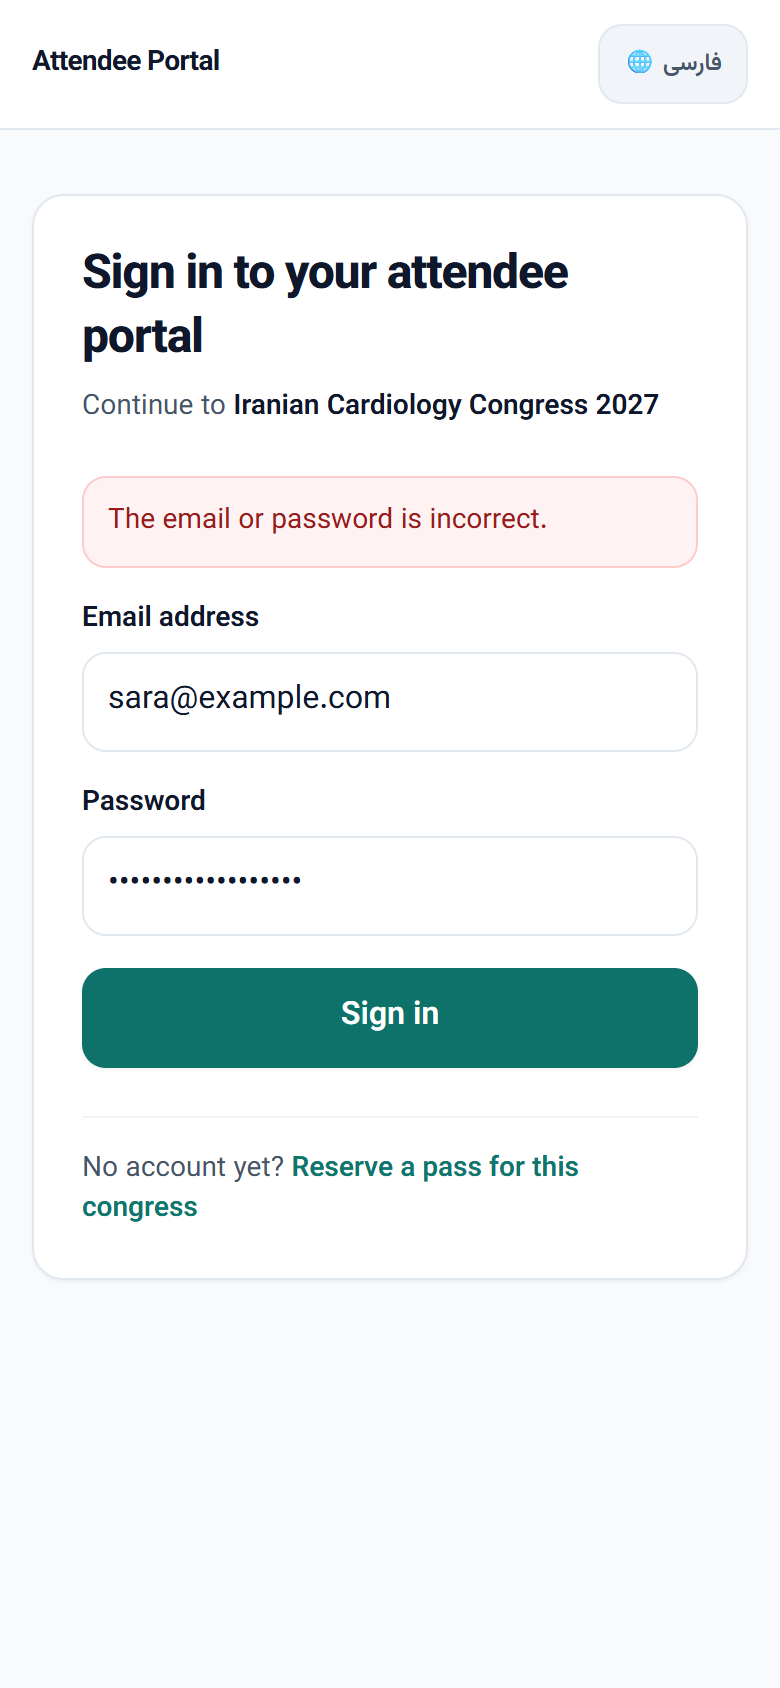 Attendee Portal
🌐 فارسی
Sign in to your attendee
portal
Continue to Iranian Cardiology Congress 2027
The email or password is incorrect.
Email address
sara@example.com
Password
••••••••••••••••••
Sign in
No account yet? Reserve a pass for this
congress